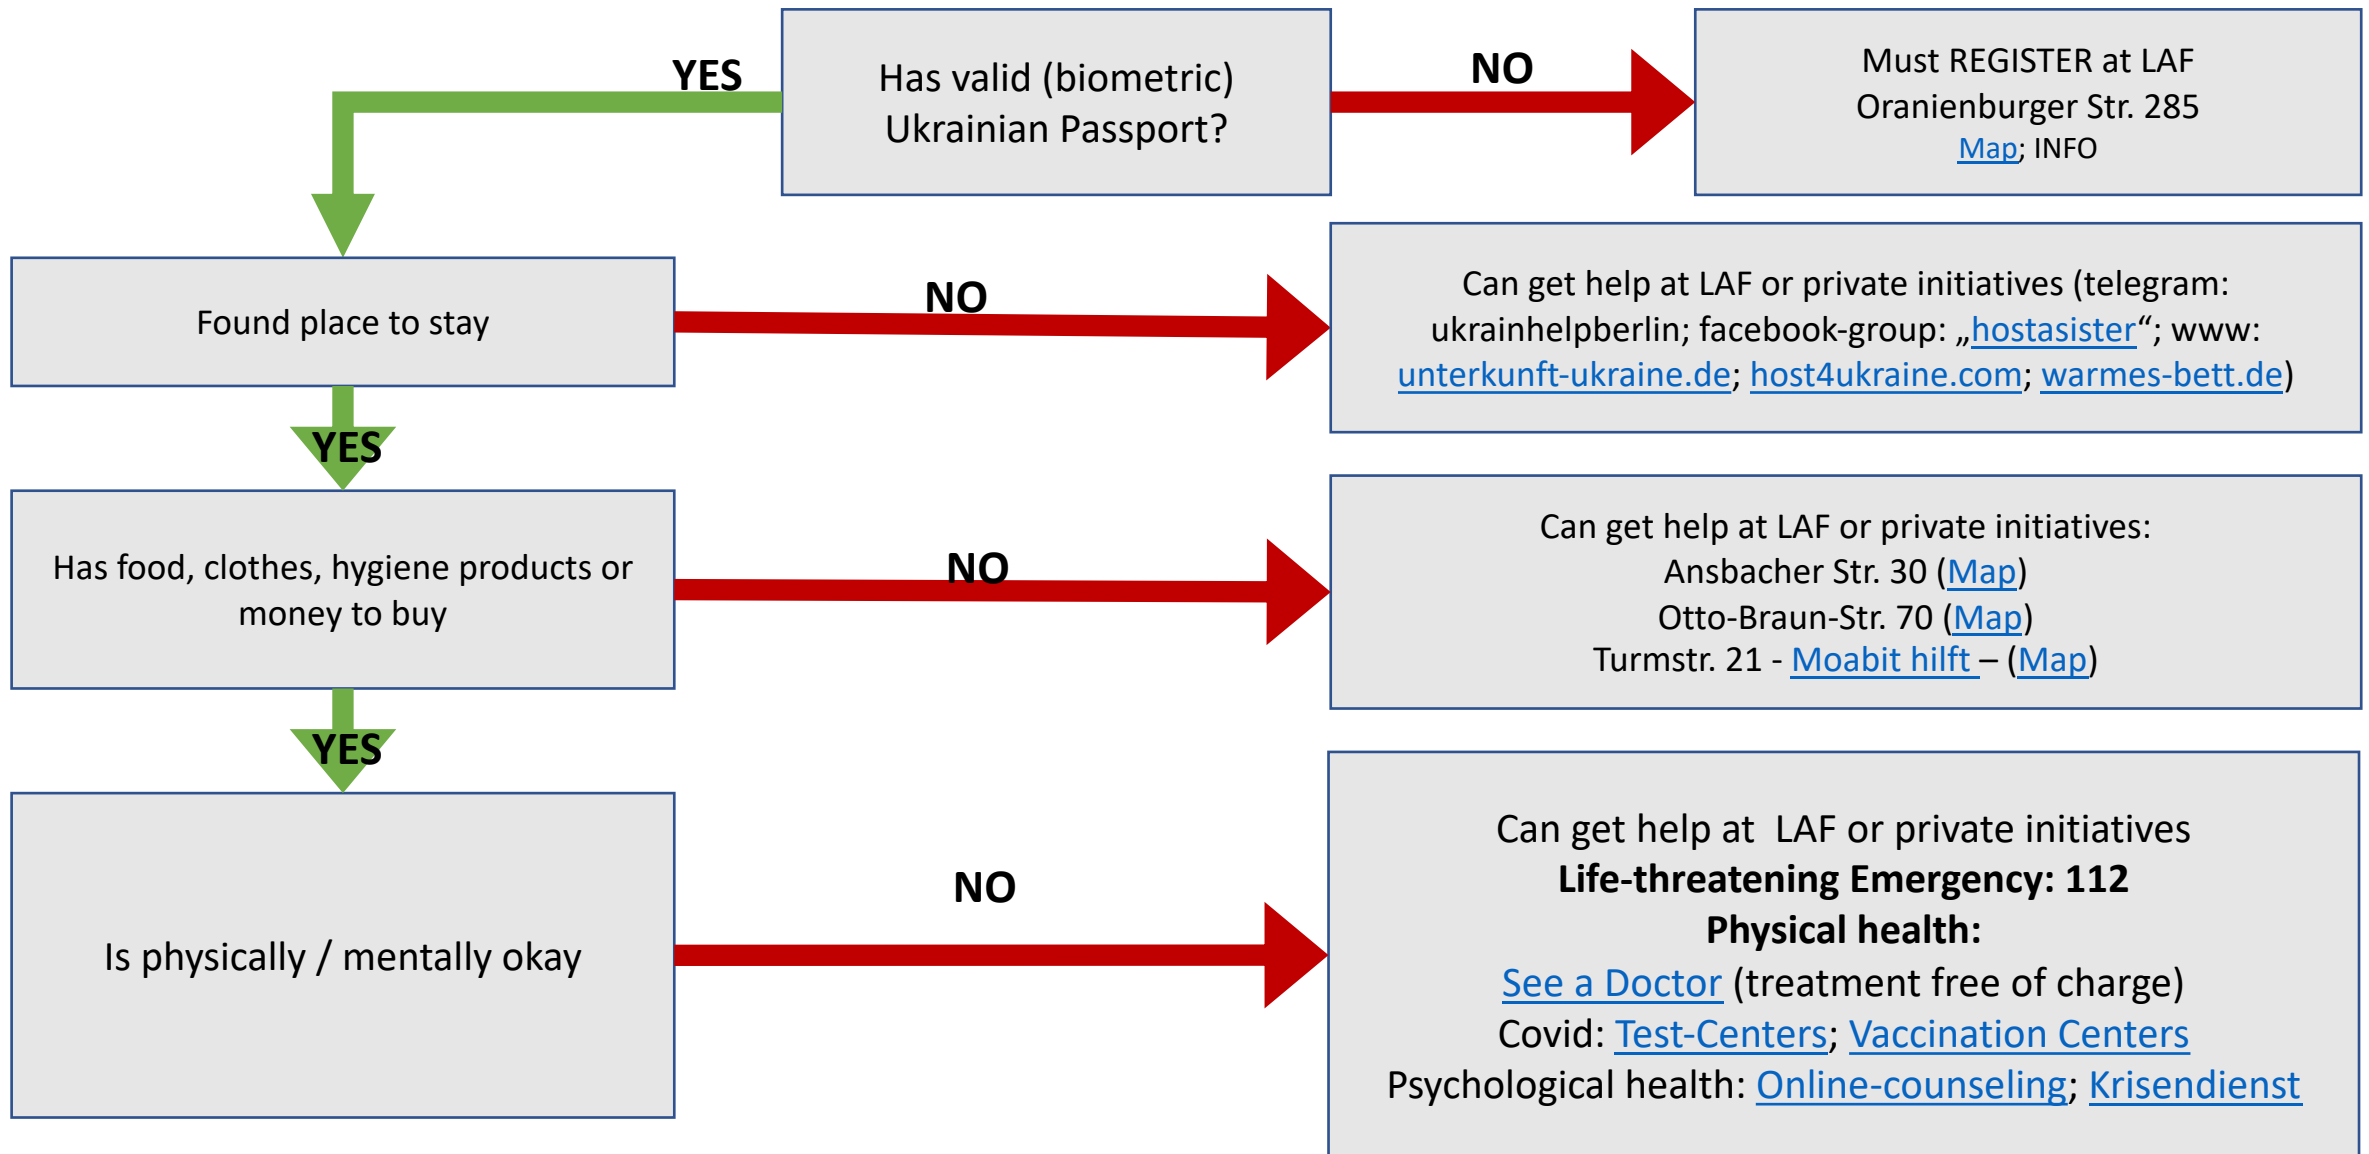 YES
Has valid (biometric)
Ukrainian Passport?
NO
Must REGISTER at LAF
Oranienburger Str. 285
Map; INFO
Found place to stay
NO
Can get help at LAF or private initiatives (telegram:
ukrainhelpberlin; facebook-group: „hostasister“; www:
unterkunft-ukraine.de; host4ukraine.com; warmes-bett.de)
YES
Has food, clothes, hygiene products or
money to buy
NO
Can get help at LAF or private initiatives:
Ansbacher Str. 30 (Map)
Otto-Braun-Str. 70 (Map)
Turmstr. 21 - Moabit hilft – (Map)
YES
Is physically / mentally okay
NO
Can get help at  LAF or private initiatives
Life-threatening Emergency: 112
Physical health:
See a Doctor (treatment free of charge)
Covid: Test-Centers; Vaccination Centers
Psychological health: Online-counseling; Krisendienst